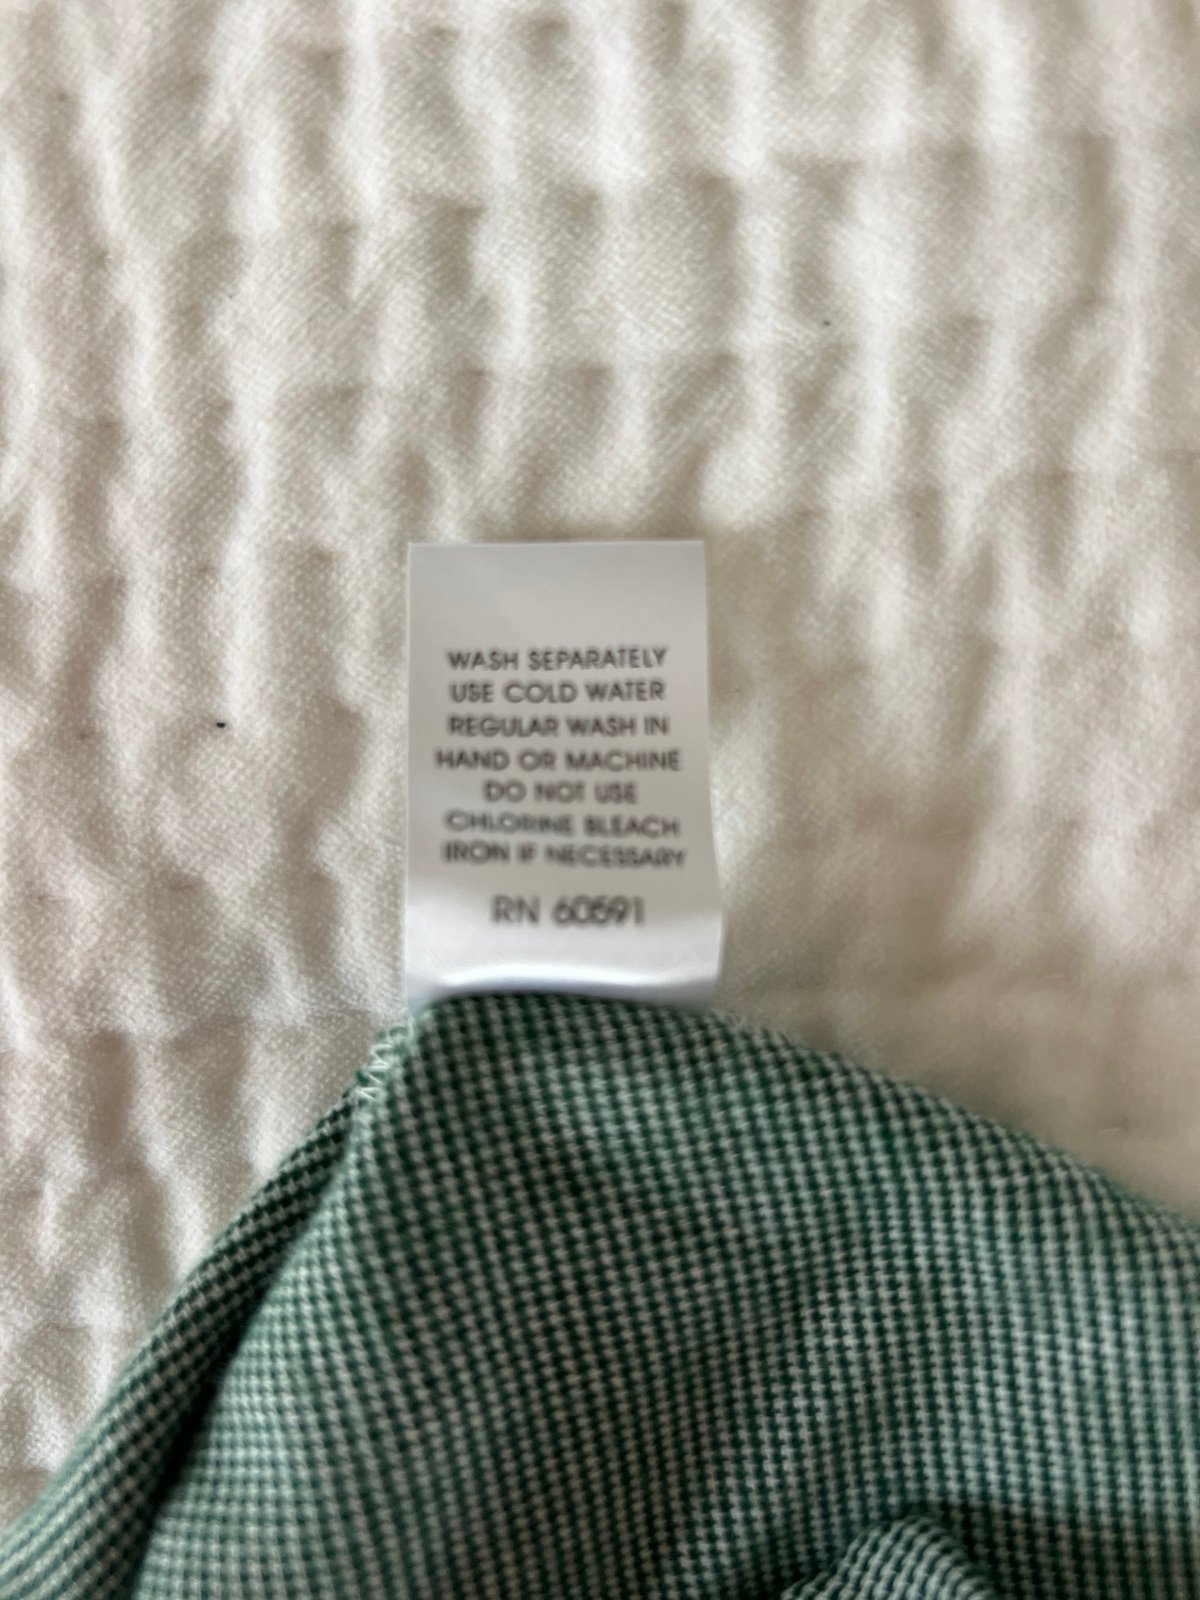 WASH SEPARATELY
USE COLD WATER
REGULAR WASH IN
HAND OR MACHINE
DO NOT USE
CHLORINE BLEACH
IRON IF NECESSARY
RN 60591